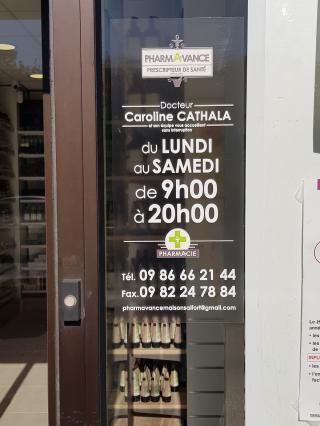 PHARMAVANCE
PRESCRIPTEUR DE SANTÉ
Docteur
Caroline CATHALA
et son équipe vous accueillent
sans interruption
du LUNDI
au SAMEDI
de 9h00
à 20h00
PHARMACIE
Tél. 09 86 66 21 44
Fax. 09 82 24 78 84
pharmavancemaisonsalfort@gmail.com